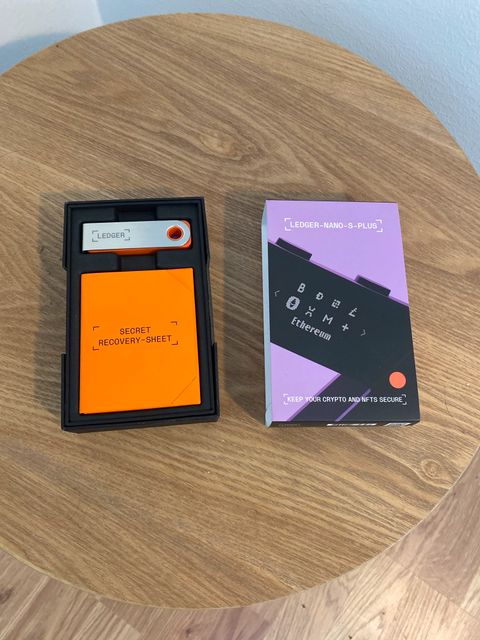 LEDGER
SECRET
RECOVERY-SHEET
LEDGER-NANO-S-PLUS
Ethereum
KEEP YOUR CRYPTO AND NFTS SECURE